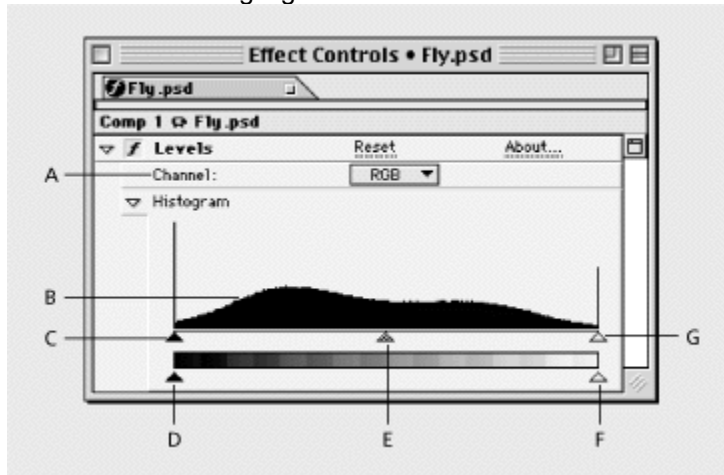 Effect Controls • Fly.psd
Fly.psd
Comp 1 Fly.psd
f Levels Reset About...
A Channel: RGB
Histogram
B
C G
D E F